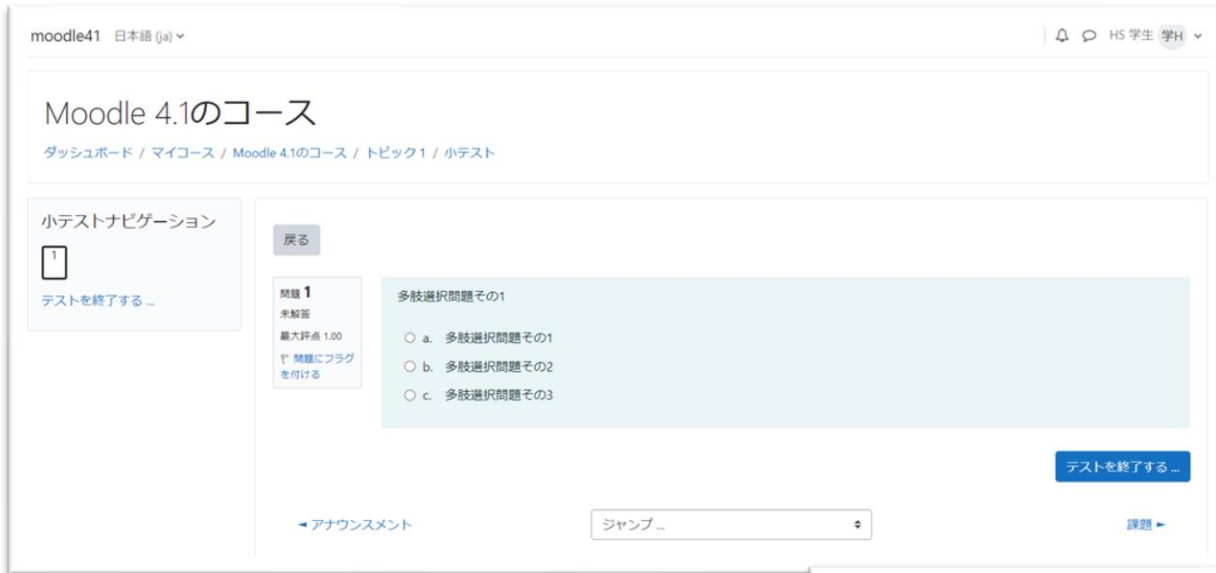 moodle41 日本語 (ja)
HS 学生 学H
Moodle 4.1のコース
ダッシュボード / マイコース / Moodle 4.1のコース / トピック 1 / 小テスト
小テストナビゲーション
1
テストを終了する ...
戻る
問題 1
未解答
最大評点 1.00
問題にフラグ
を付ける
多肢選択問題その1
a. 多肢選択問題その1
b. 多肢選択問題その2
c. 多肢選択問題その3
テストを終了する ...
◄ アナウンスメント
ジャンプ ...
課題 ►